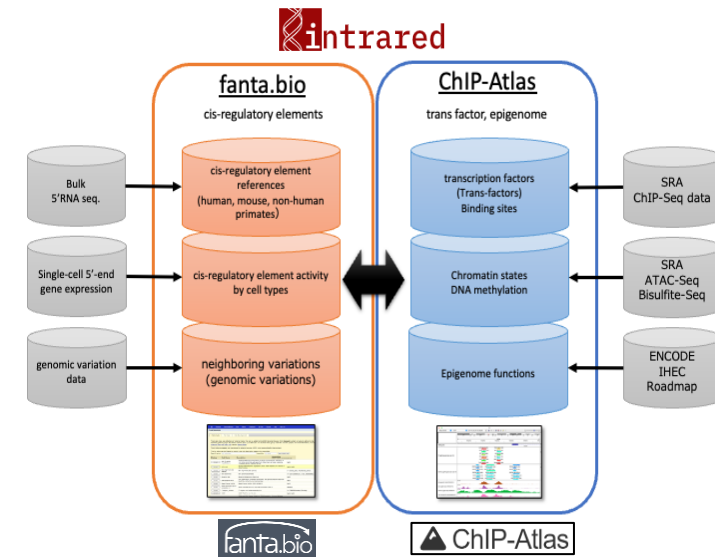 intrared
fanta.bio
cis-regulatory elements
ChIP-Atlas
trans factor, epigenome
Bulk
5'RNA seq.
cis-regulatory element
references
(human, mouse, non-human
primates)
transcription factors
(Trans-factors)
Binding sites
SRA
ChIP-Seq data
Single-cell 5'-end
gene expression
cis-regulatory element activity
by cell types
Chromatin states
DNA methylation
SRA
ATAC-Seq
Bisulfite-Seq
genomic variation
data
neighboring variations
(genomic variations)
Epigenome functions
ENCODE
IHEC
Roadmap
fanta.bio
ChIP-Atlas